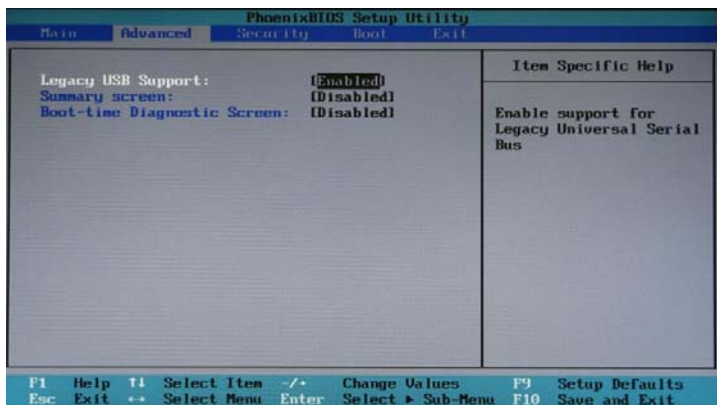 PhoenixBIOS Setup Utility
Main Advanced Security Boot Exit
Item Specific Help
Legacy USB Support: [Enabled]
Summary screen: [Disabled]
Boot-time Diagnostic Screen: [Disabled]
Enable support for
Legacy Universal Serial
Bus
F1 Help ↑↓ Select Item -/+ Change Values F9 Setup Defaults
Esc Exit ↔ Select Menu Enter Select ▶ Sub-Menu F10 Save and Exit